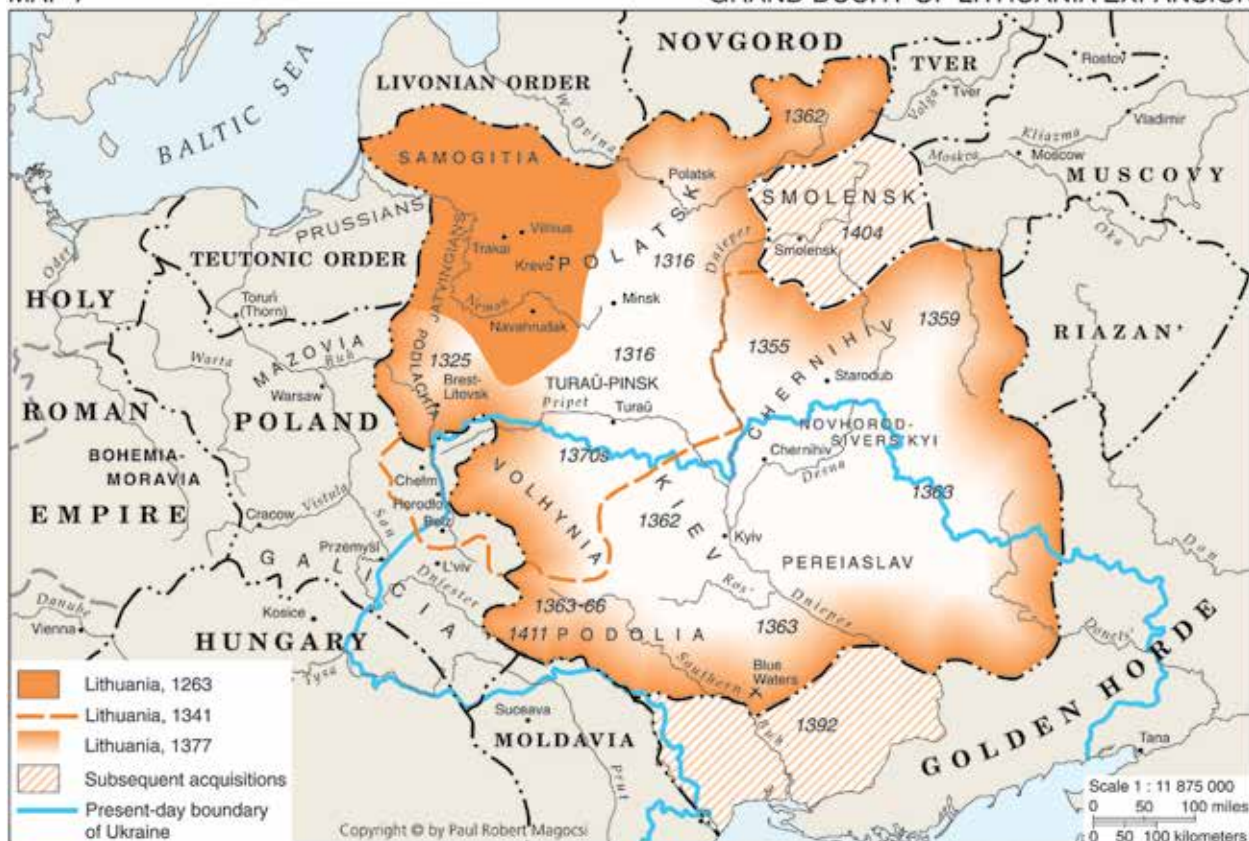 GRAND DUCHY OF LITHUANIA EXPANSION
BALTIC SEA
LIVONIAN ORDER
NOVGOROD
TVER
Rostov
Volga
Tver
Vladimir
Kliazma
Moskva
Moscow
MUSCOVY
Oka
W. Dvina
1362
SAMOGITIA
Polatsk
SMOLENSK
Smolensk
1404
PRUSSIANS
TEUTONIC ORDER
JATVINGIANS
Trakai
Vilnius
Krevo
POLATSK
1316
Dnieper
Neman
Navahrudak
Minsk
Oder
HOLY
ROMAN
EMPIRE
Toruń
(Thorn)
Warta
MAZOVIA
Buh
Warsaw
POLAND
PODLACHIA
1325
Brest-
Litovsk
1316
TURAŬ-PINSK
Pripet
Turaŭ
1355
CHERNIHIV
1359
Starodub
RIAZAN'
BOHEMIA-
MORAVIA
Cracow
Vistula
San
Chełm
Horodło
Belz
VOLHYNIA
1370s
NOVHOROD-
SIVERS'KYI
Chernihiv
Desna
KIEV
1362
1363
Kyiv
PEREIASLAV
Don
Przemyśl
GALICIA
L'viv
Dniester
Ros'
Dnieper
Danube
Vienna
Kosice
HUNGARY
Tysa
1363-66
1411
PODOLIA
1363
Southern Buh
Blue
Waters
1392
Donets'
GOLDEN HORDE
Tana
Suceava
MOLDAVIA
Prut
Lithuania, 1263
Lithuania, 1341
Lithuania, 1377
Subsequent acquisitions
Present-day boundary
of Ukraine
Copyright © by Paul Robert Magocsi
Scale 1 : 11 875 000
0 50 100 miles
0 50 100 kilometers